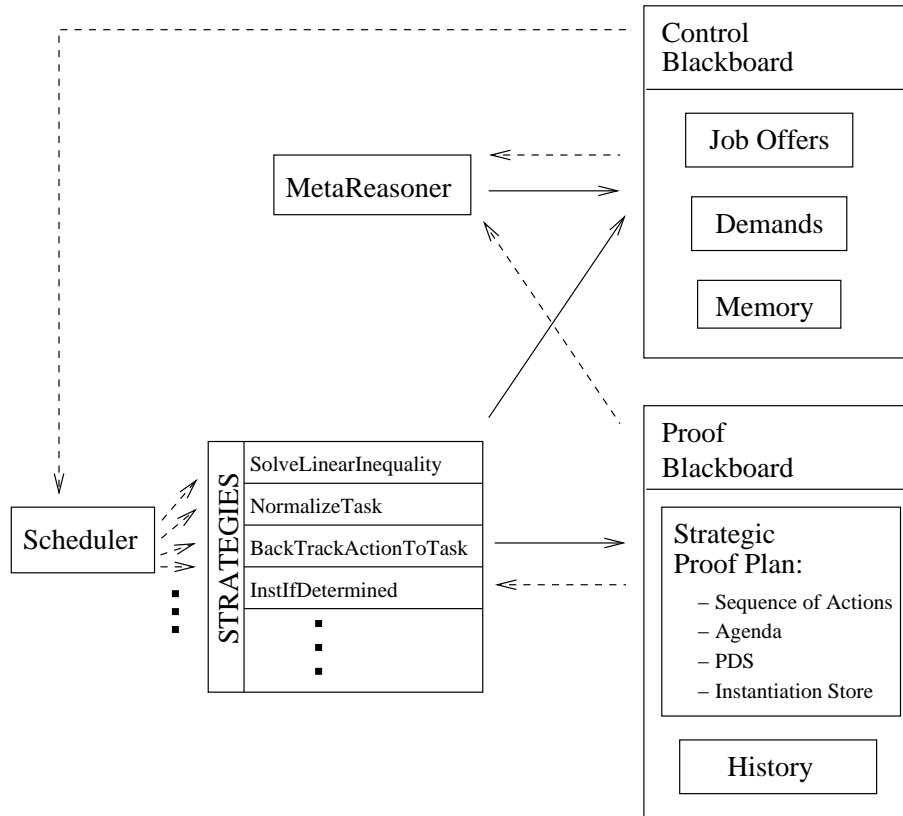 Control
Blackboard
Job Offers
MetaReasoner
Demands
Memory
Proof
Blackboard
STRATEGIES
SolveLinearInequality
NormalizeTask
BackTrackActionToTask
InstIfDetermined
Scheduler
Strategic
Proof Plan:
– Sequence of Actions
– Agenda
– PDS
– Instantiation Store
History